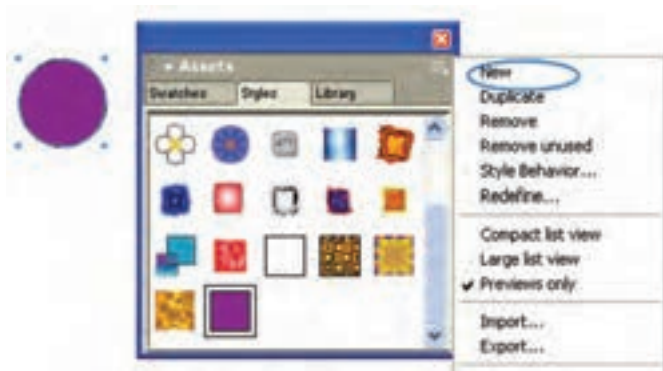 Assets
Swatches Styles Library
New
Duplicate
Remove
Remove unused
Style Behavior...
Redefine...
Compact list view
Large list view
Previews only
Import...
Export...